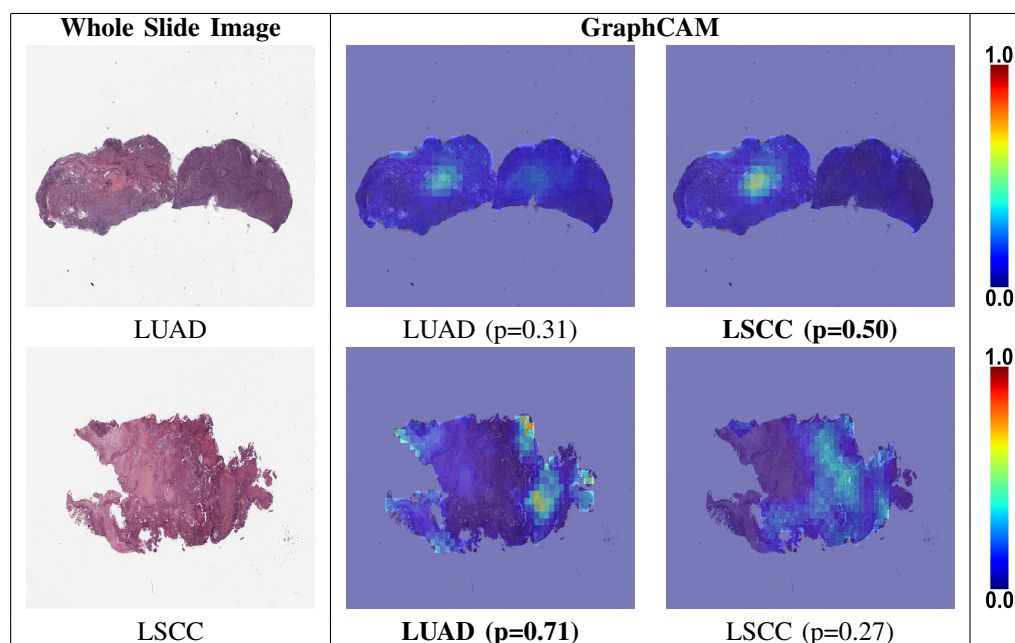 Whole Slide Image GraphCAM
1.0
0.0
LUAD LUAD (p=0.31) LSCC (p=0.50)
1.0
0.0
LSCC LUAD (p=0.71) LSCC (p=0.27)